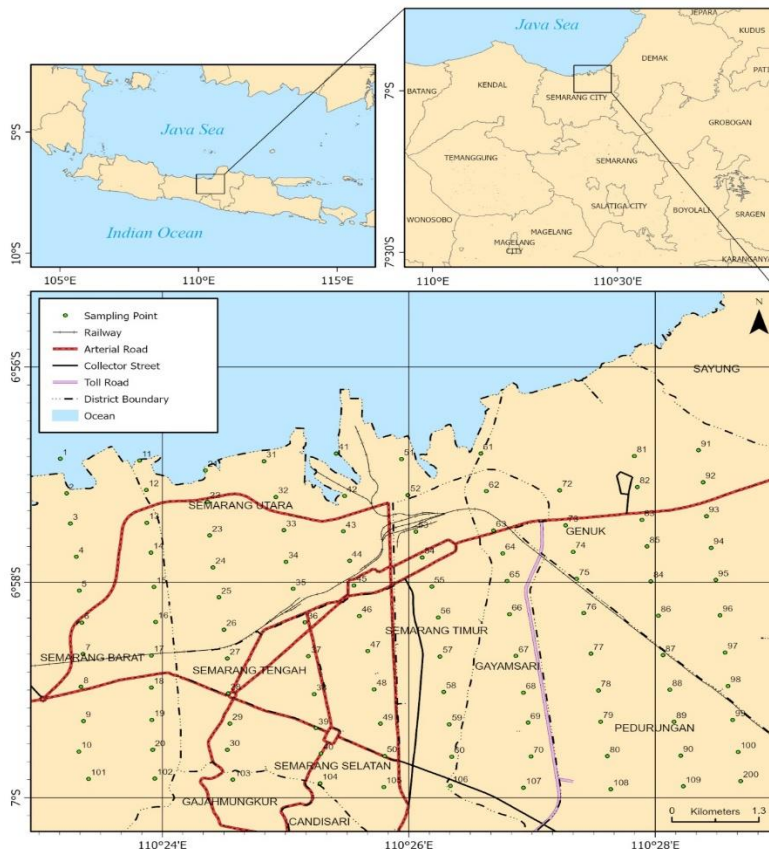 Java Sea
Java Sea
Indian Ocean
5°S
10°S
105°E
110°E
115°E
JEPARA
KUDUS
DEMAK
PATI
BATANG
KENDAL
SEMARANG CITY
GROBOGAN
TEMANGGUNG
SEMARANG
SALATIGA CITY
BOYOLALI
SRAGEN
WONOSOBO
MAGELANG
MAGELANG
CITY
KARANGANYA
7°S
7°30'S
110°E
110°30'E
Sampling Point
Railway
Arterial Road
Collector Street
Toll Road
District Boundary
Ocean
N
6°56'S
6°58'S
7°S
SAYUNG
1
11
21
31
41
51
61
81
91
2
12
22
32
42
52
62
72
82
92
SEMARANG UTARA
3
13
23
33
43
53
63
73
83
93
GENUK
4
14
24
34
44
54
64
74
85
94
5
15
25
35
45
55
65
75
84
95
6
26
36
46
56
66
76
86
96
SEMARANG TIMUR
7
17
27
37
47
57
67
77
87
97
SEMARANG BARAT
SEMARANG TENGAH
GAYAMSARI
8
18
28
38
48
58
68
78
88
98
9
19
29
39
49
59
69
79
89
99
PEDURUNGAN
10
20
30
40
50
60
70
80
90
100
SEMARANG SELATAN
101
102
103
104
105
106
107
108
109
200
GAJAHMUNGKUR
CANDISARI
0 Kilometers 1.3
110°24'E
110°26'E
110°28'E